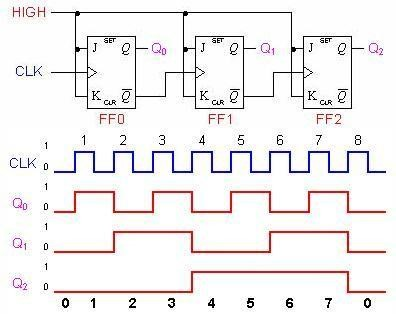 HIGH
J SET Q Q0 J SET Q Q1 J SET Q Q2
CLK
K CLR Q K CLR Q K CLR Q
FF0 FF1 FF2
1 2 3 4 5 6 7 8
CLK 1 0
Q0 1 0
Q1 1 0
Q2 1 0
0 1 2 3 4 5 6 7 0